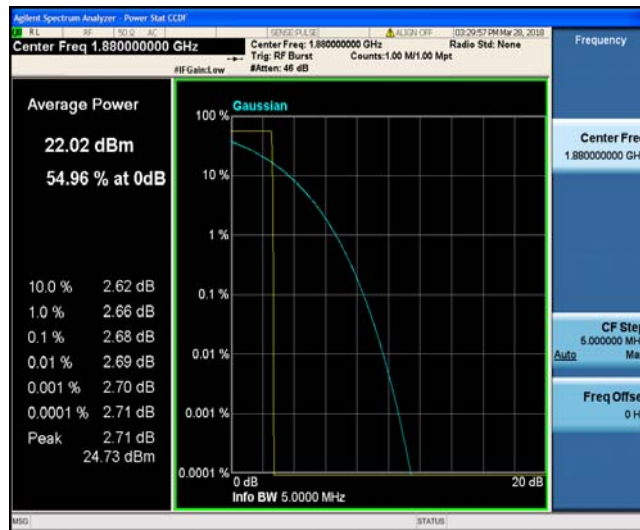 Agilent Spectrum Analyzer - Power Stat CCDF
RL RF 50 Ω AC SENSE:PULSE ALIGN OFF 03:29:57 PM Mar 28, 2018
Center Freq 1.880000000 GHz
Center Freq: 1.880000000 GHz Radio Std: None
Trig: RF Burst Counts:1.00 M/1.00 Mpt
#IFGain:Low #Atten: 46 dB
Frequency
Average Power
22.02 dBm
54.96 % at 0dB
10.0 % 2.62 dB
1.0 % 2.66 dB
0.1 % 2.68 dB
0.01 % 2.69 dB
0.001 % 2.70 dB
0.0001 % 2.71 dB
Peak 2.71 dB
24.73 dBm
Gaussian
100 %
10 %
1 %
0.1 %
0.01 %
0.001 %
0.0001 %
0 dB 20 dB
Info BW 5.0000 MHz
Center Fre
1.880000000 GH
CF Step
5.000000 MH
Auto Ma
Freq Offse
0 H
MSG STATUS